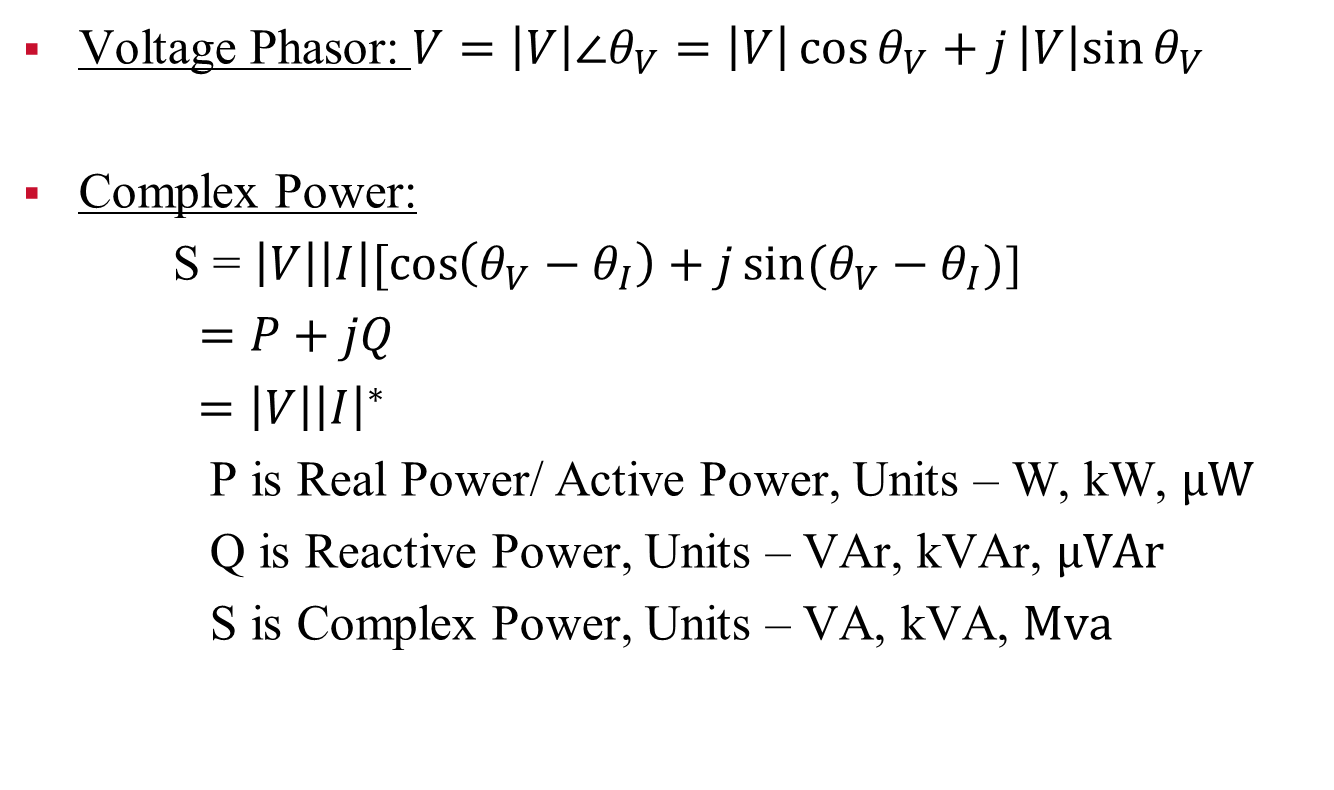 ▪ Voltage Phasor: V = |V|∠θ_V = |V| cos θ_V + j |V|sin θ_V
▪ Complex Power:
S = |V||I|[cos(θ_V − θ_I) + j sin(θ_V − θ_I)]
= P + jQ
= |V||I|*
P is Real Power/ Active Power, Units – W, kW, μW
Q is Reactive Power, Units – VAr, kVAr, μVAr
S is Complex Power, Units – VA, kVA, Mva